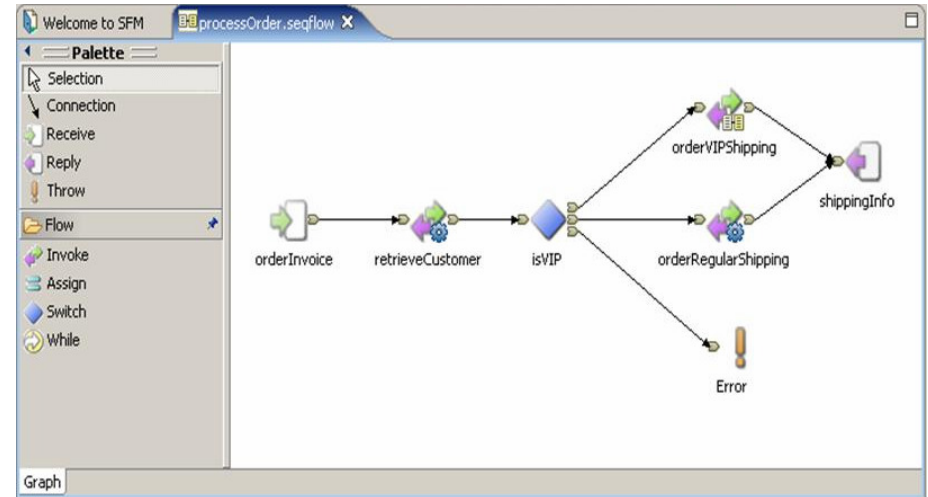 Welcome to SFM
processOrder.seqflow
Palette
Selection
Connection
Receive
Reply
Throw
Flow
Invoke
Assign
Switch
While
orderVIPShipping
shippingInfo
orderInvoice
retrieveCustomer
isVIP
orderRegularShipping
Error
Graph